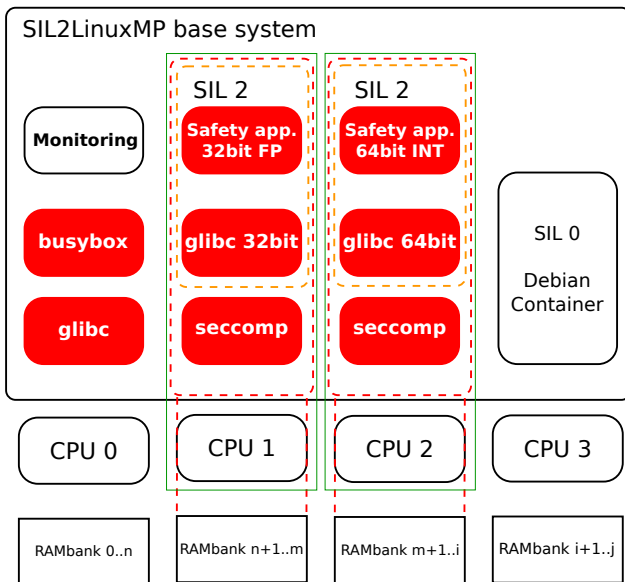 SIL2LinuxMP base system
SIL 2
SIL 2
Monitoring
Safety app.
32bit FP
Safety app.
64bit INT
busybox
glibc 32bit
glibc 64bit
SIL 0
Debian
Container
glibc
seccomp
seccomp
CPU 0
CPU 1
CPU 2
CPU 3
RAMbank 0..n
RAMbank n+1..m
RAMbank m+1..i
RAMbank i+1..j